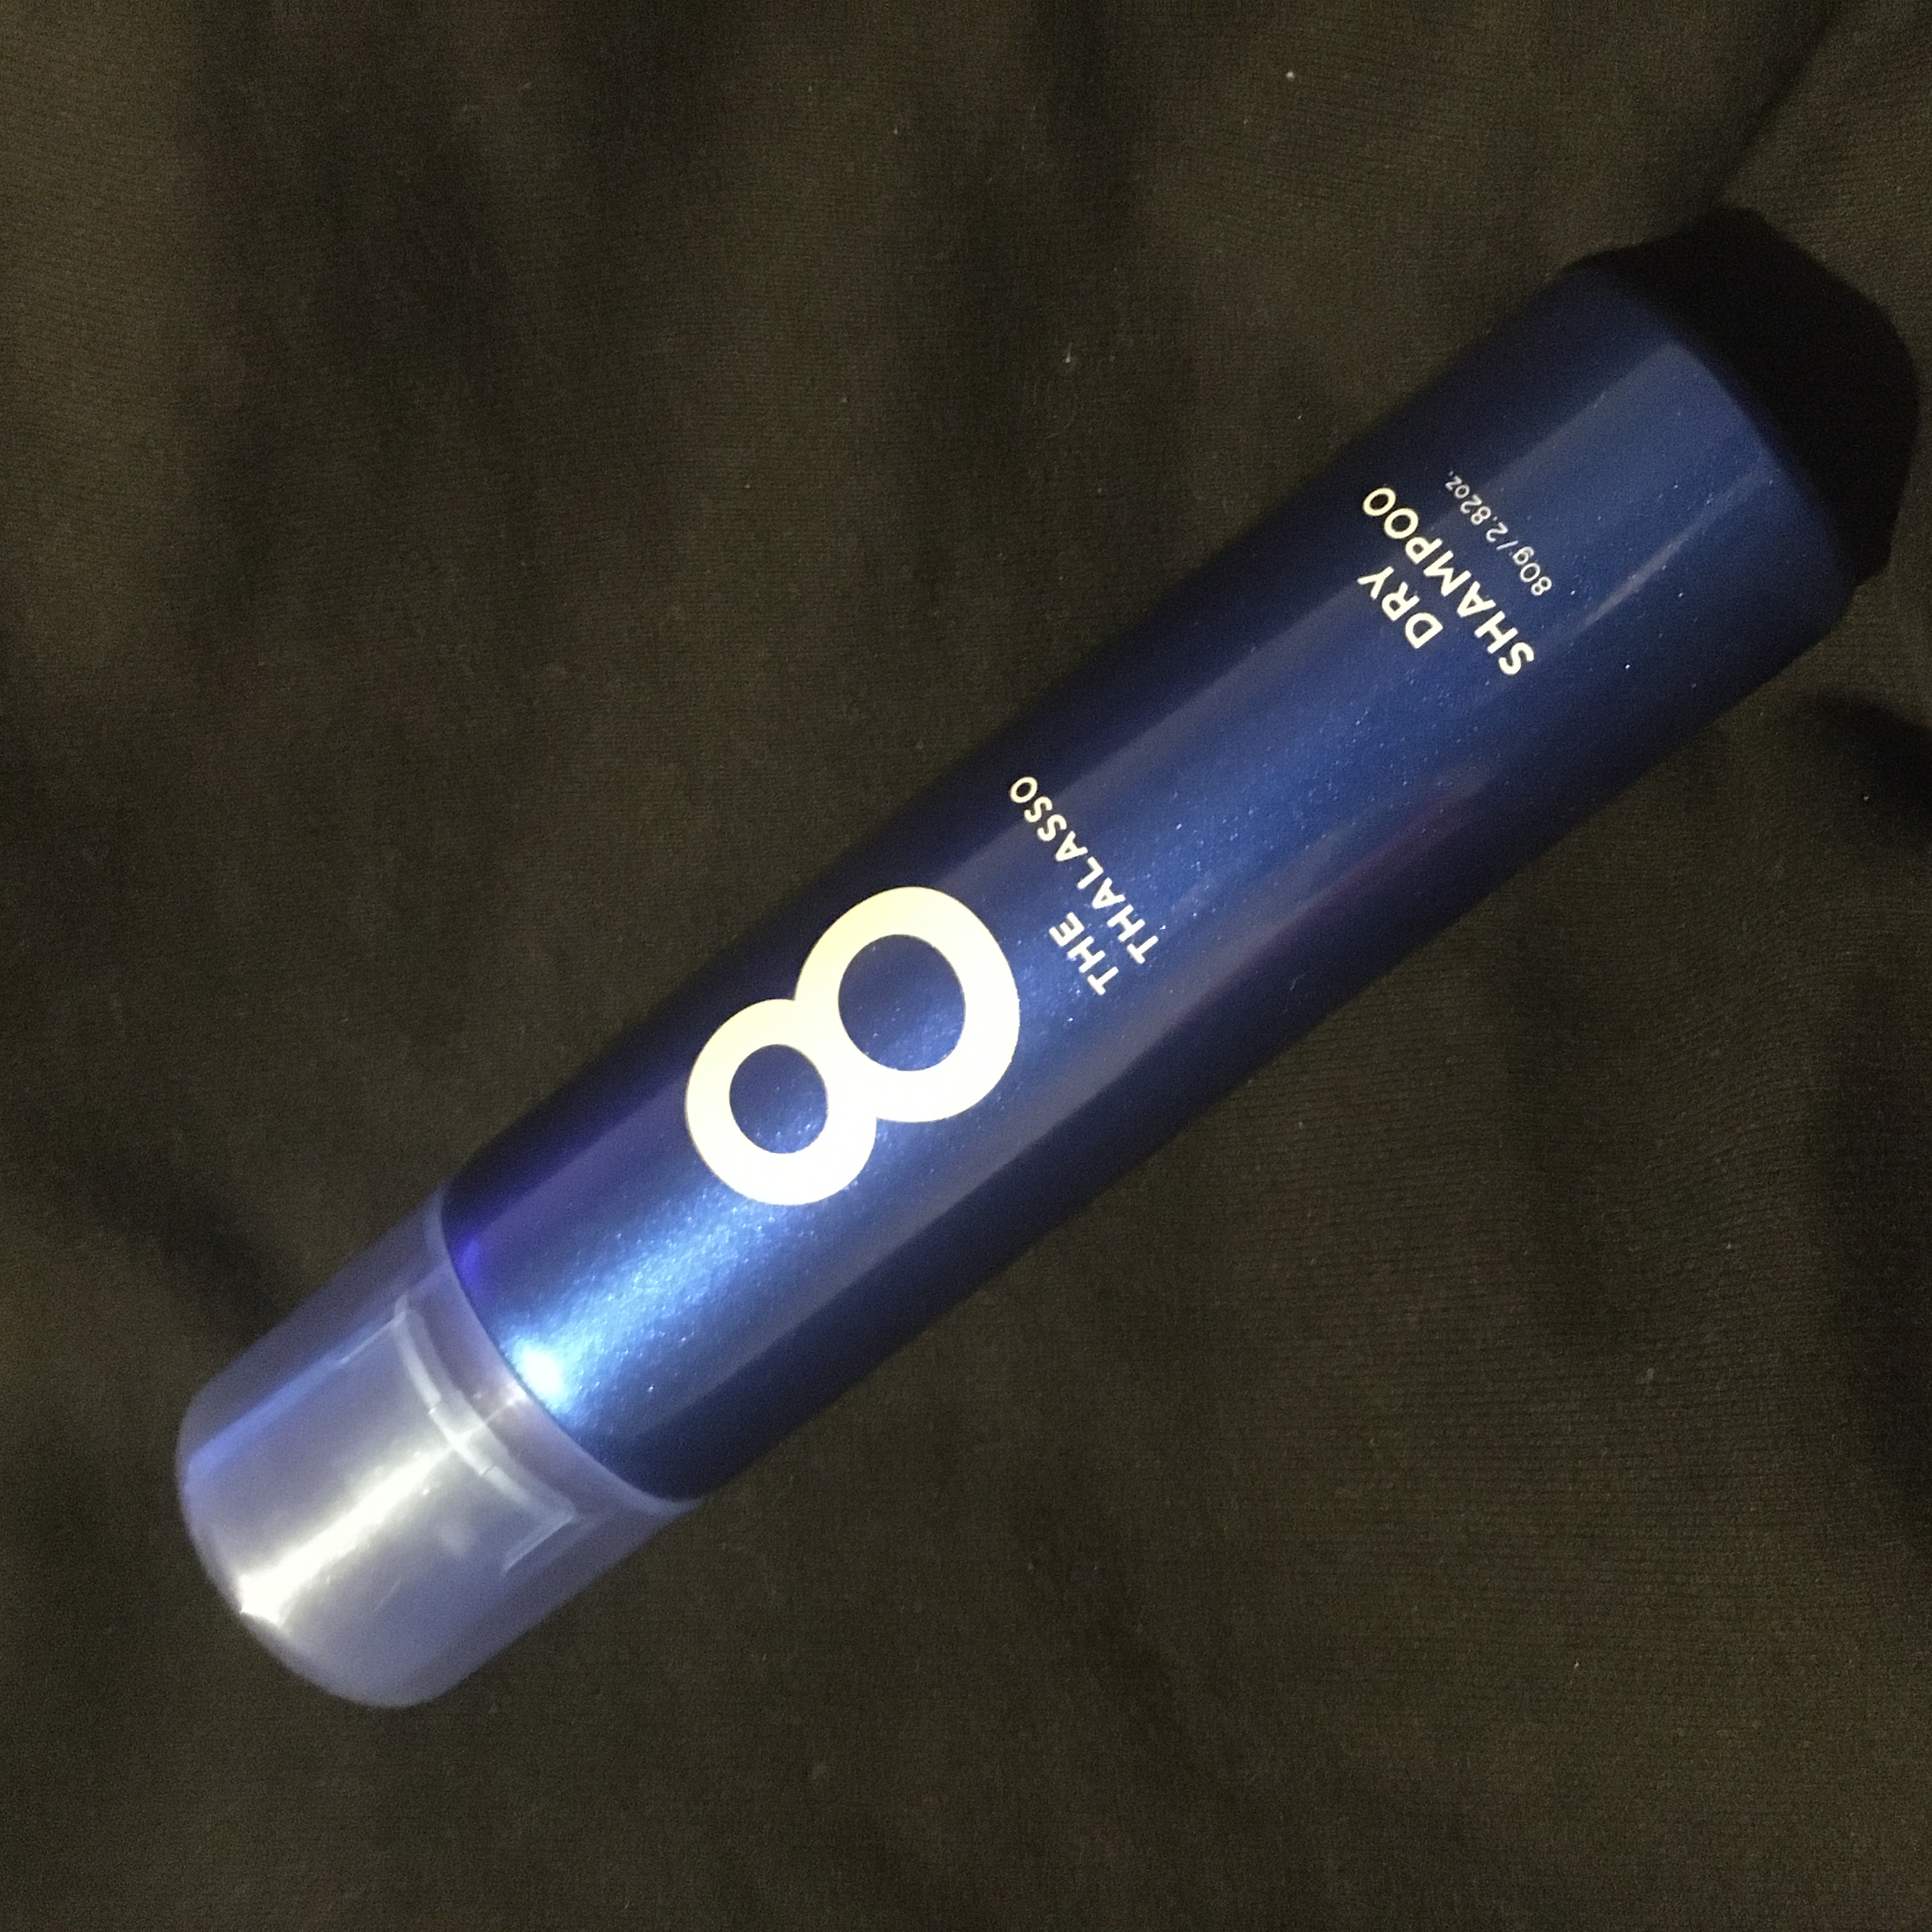 8
THE
THALASSO
DRY
SHAMPOO
80g/2.82oz.